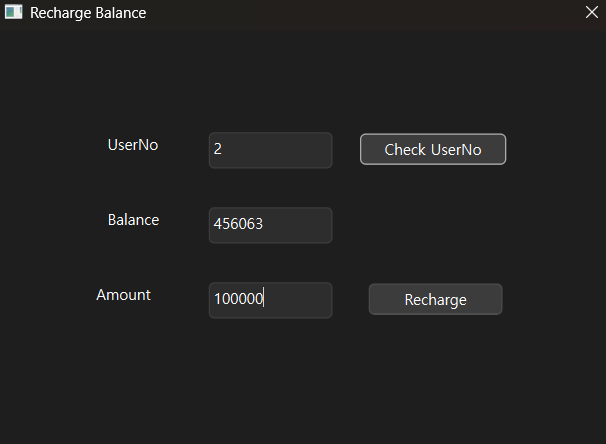 Recharge Balance
UserNo 2 Check UserNo
Balance 456063
Amount 100000 Recharge